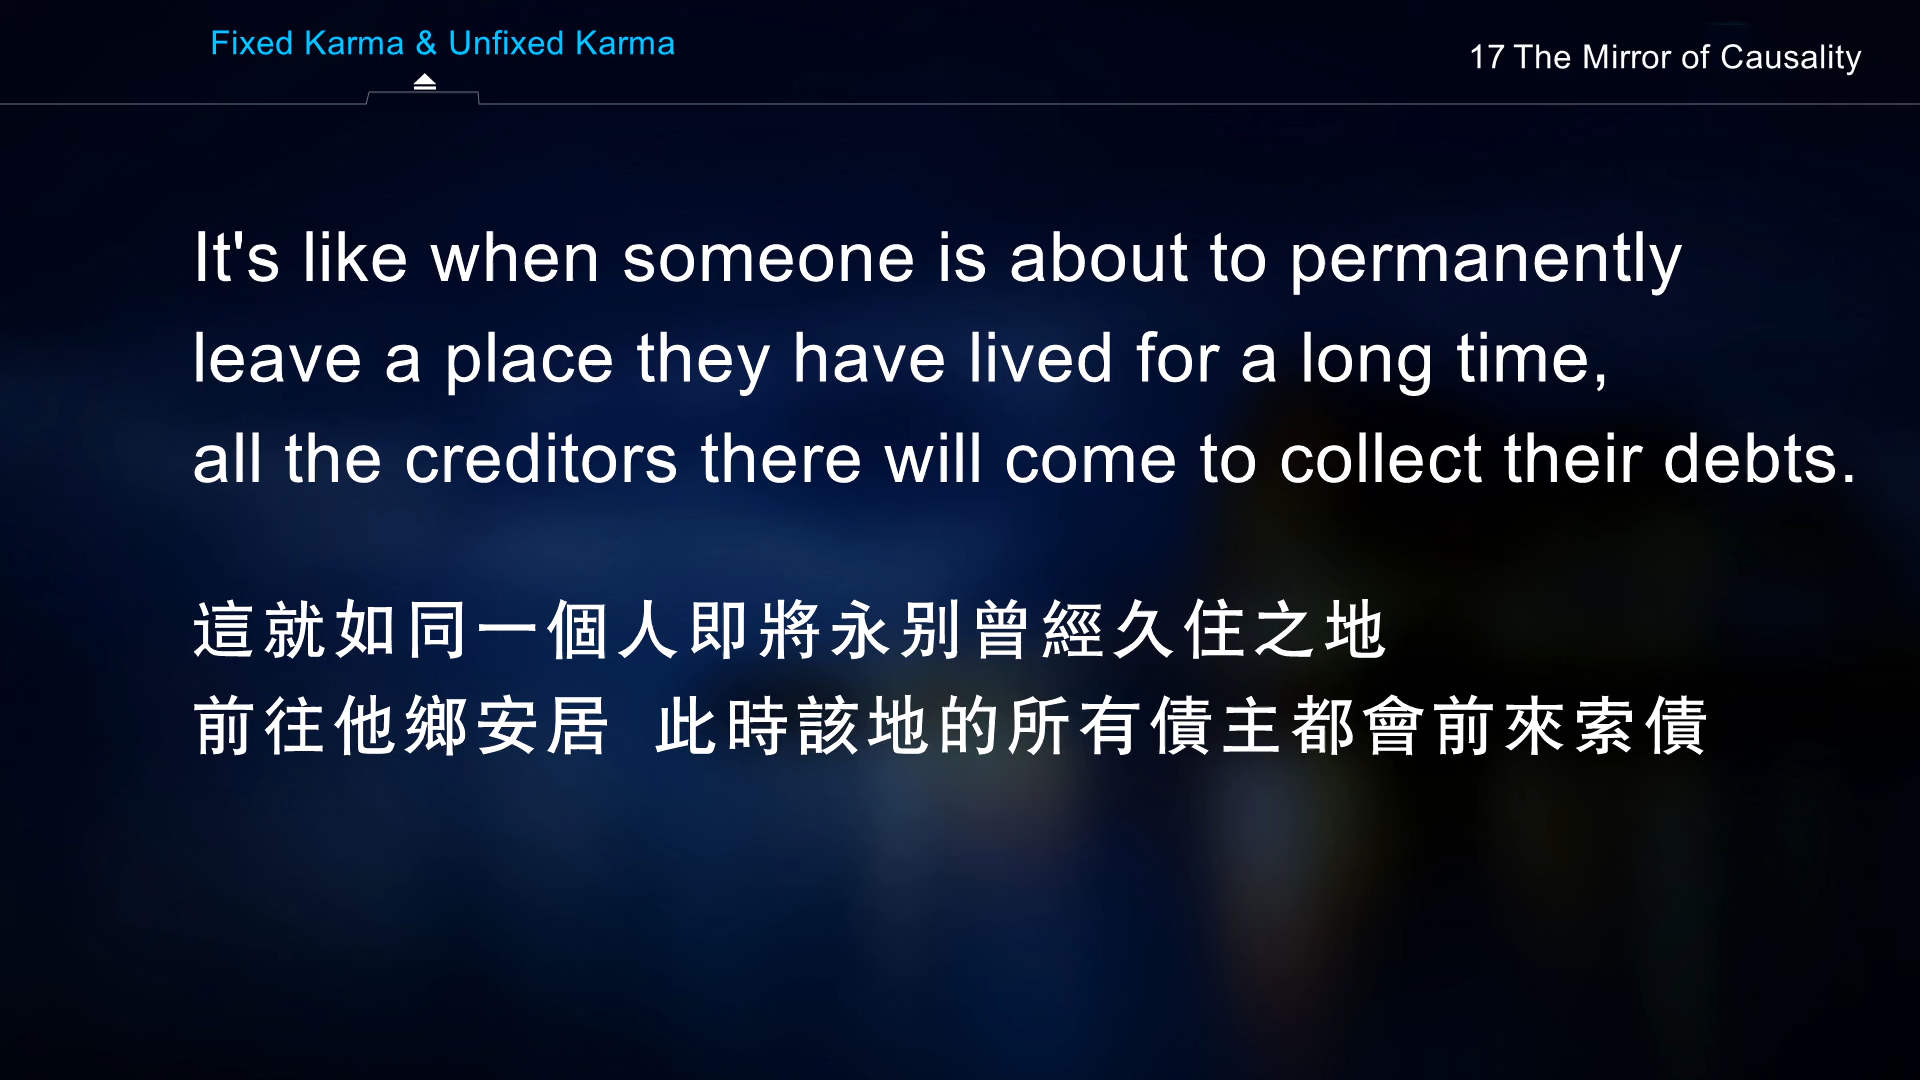 Fixed Karma & Unfixed Karma
17 The Mirror of Causality
It's like when someone is about to permanently
leave a place they have lived for a long time,
all the creditors there will come to collect their debts.
這就如同一個人即將永别曾經久住之地
前往他鄉安居 此時該地的所有債主都會前來索債